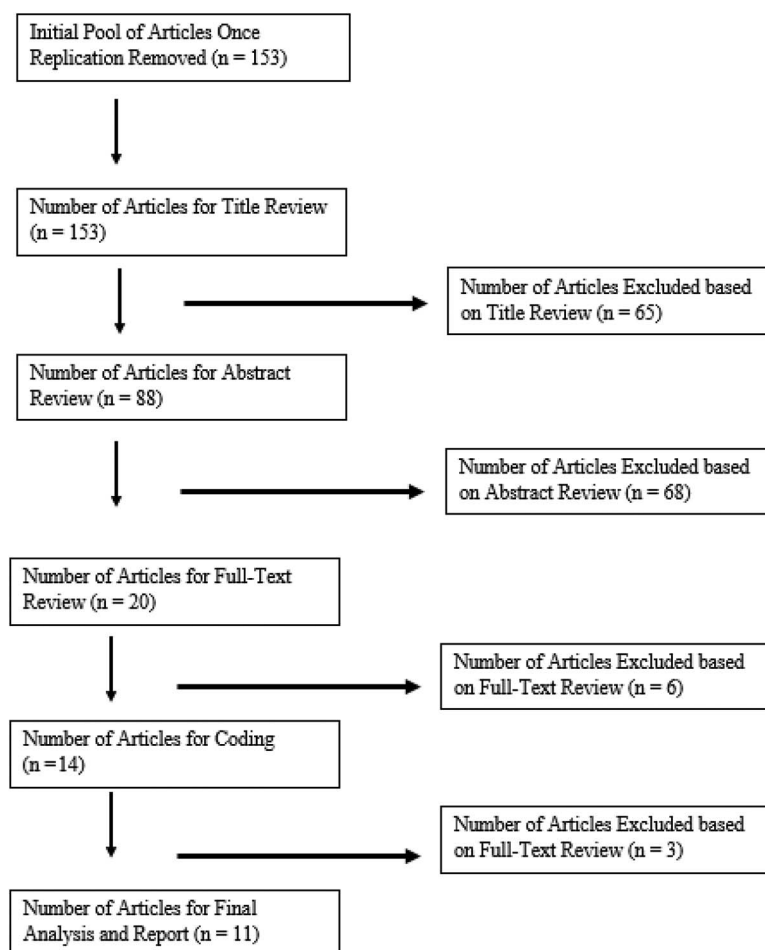 Initial Pool of Articles Once
Replication Removed (n = 153)
Number of Articles for Title Review
(n = 153)
Number of Articles Excluded based
on Title Review (n = 65)
Number of Articles for Abstract
Review (n = 88)
Number of Articles Excluded based
on Abstract Review (n = 68)
Number of Articles for Full-Text
Review (n = 20)
Number of Articles Excluded based
on Full-Text Review (n = 6)
Number of Articles for Coding
(n =14)
Number of Articles Excluded based
on Full-Text Review (n = 3)
Number of Articles for Final
Analysis and Report (n = 11)